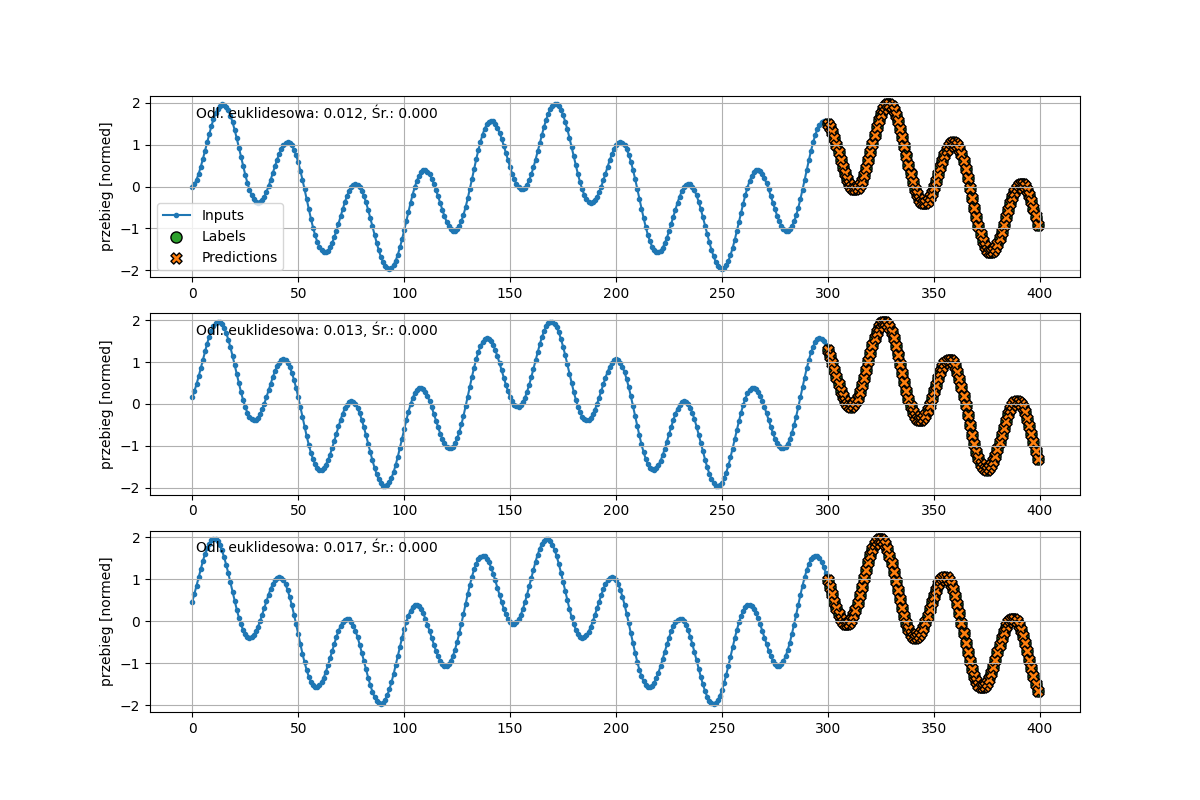 Odl. euklidesowa: 0.012, Śr.: 0.000
przebieg [normed]
2
1
0
−1
−2
Inputs
Labels
Predictions
0 50 100 150 200 250 300 350 400
Odl. euklidesowa: 0.013, Śr.: 0.000
przebieg [normed]
2
1
0
−1
−2
0 50 100 150 200 250 300 350 400
Odl. euklidesowa: 0.017, Śr.: 0.000
przebieg [normed]
2
1
0
−1
−2
0 50 100 150 200 250 300 350 400